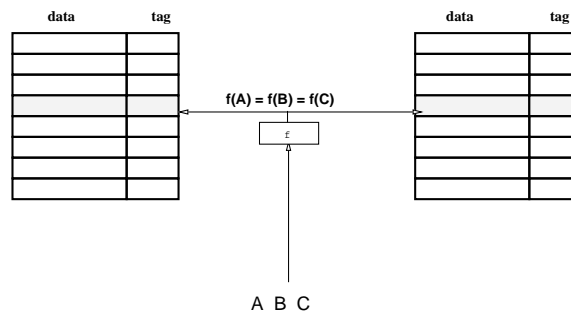 data tag data tag
f(A) = f(B) = f(C)
f
A B C